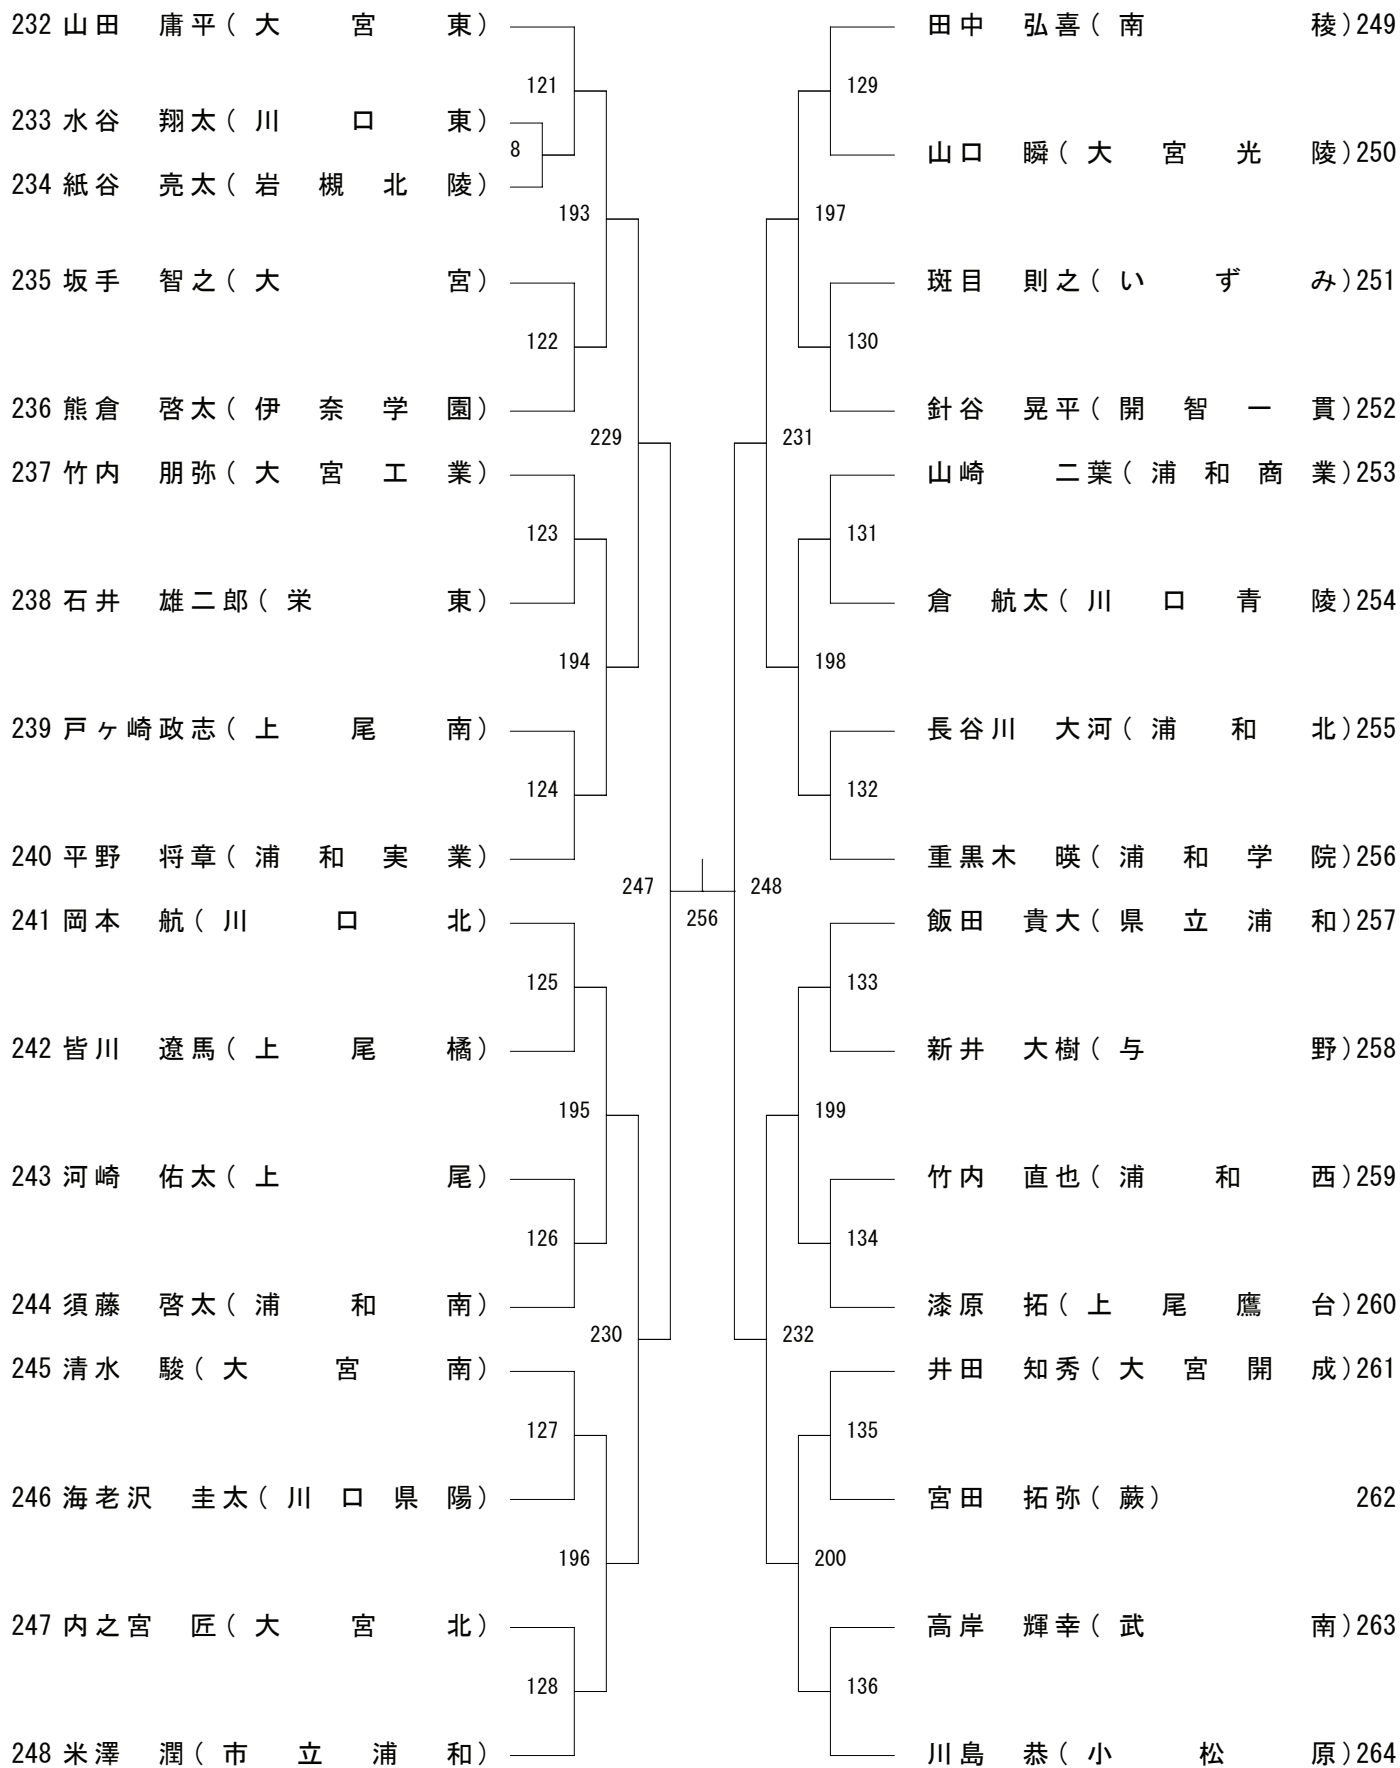 232 山田 庸平(大宮東)
121
233 水谷 翔太(川口東)
8
234 紙谷 亮太(岩槻北陵)
193
235 坂手 智之(大宮)
122
236 熊倉 啓太(伊奈学園)
229
237 竹内 朋弥(大宮工業)
123
238 石井 雄二郎(栄東)
194
239 戸ヶ崎政志(上尾南)
124
240 平野 将章(浦和実業)
247
241 岡本 航(川口北)
125
242 皆川 遼馬(上尾橘)
195
243 河崎 佑太(上尾)
126
244 須藤 啓太(浦和南)
230
245 清水 駿(大宮南)
127
246 海老沢 圭太(川口県陽)
196
247 内之宮 匠(大宮北)
128
248 米澤 潤(市立浦和)
256
田中 弘喜(南稜)249
129
山口 瞬(大宮光陵)250
197
斑目 則之(いずみ)251
130
針谷 晃平(開智一貫)252
231
山崎 二葉(浦和商業)253
131
倉 航太(川口青陵)254
198
長谷川 大河(浦和北)255
132
重黒木 暎(浦和学院)256
248
飯田 貴大(県立浦和)257
133
新井 大樹(与野)258
199
竹内 直也(浦和西)259
134
漆原 拓(上尾鷹台)260
232
井田 知秀(大宮開成)261
135
宮田 拓弥(蕨) 262
200
高岸 輝幸(武南)263
136
川島 恭(小松原)264